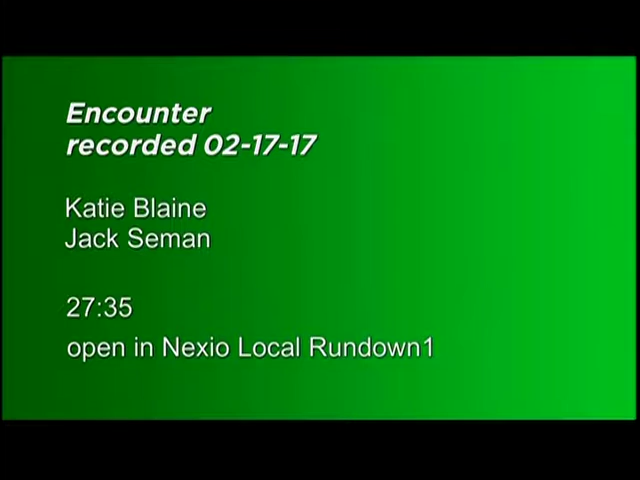 Encounter
recorded 02-17-17
Katie Blaine
Jack Seman
27:35
open in Nexio Local Rundown1